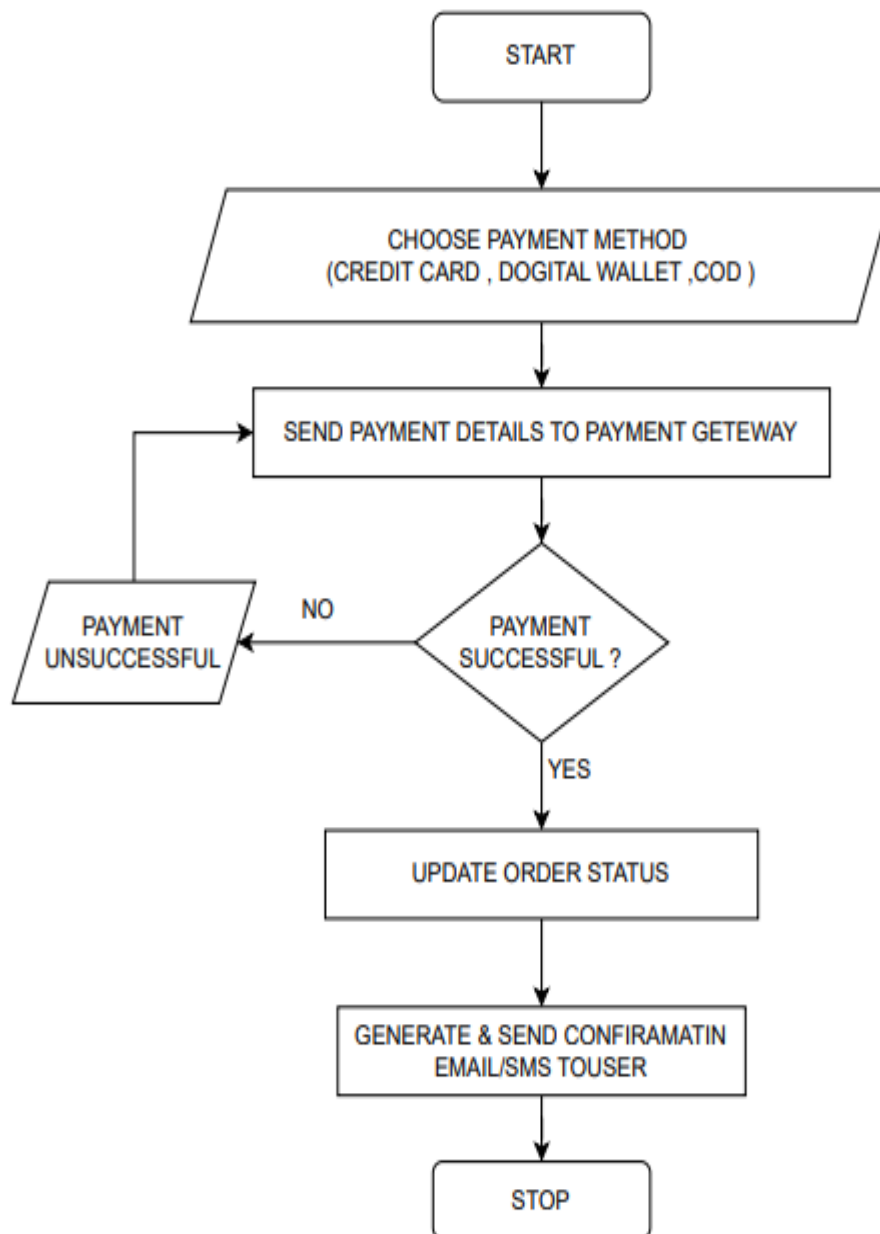 START
CHOOSE PAYMENT METHOD
(CREDIT CARD , DOGITAL WALLET ,COD )
SEND PAYMENT DETAILS TO PAYMENT GETEWAY
NO
PAYMENT
UNSUCCESSFUL
PAYMENT
SUCCESSFUL ?
YES
UPDATE ORDER STATUS
GENERATE & SEND CONFIRAMATIN
EMAIL/SMS TOUSER
STOP